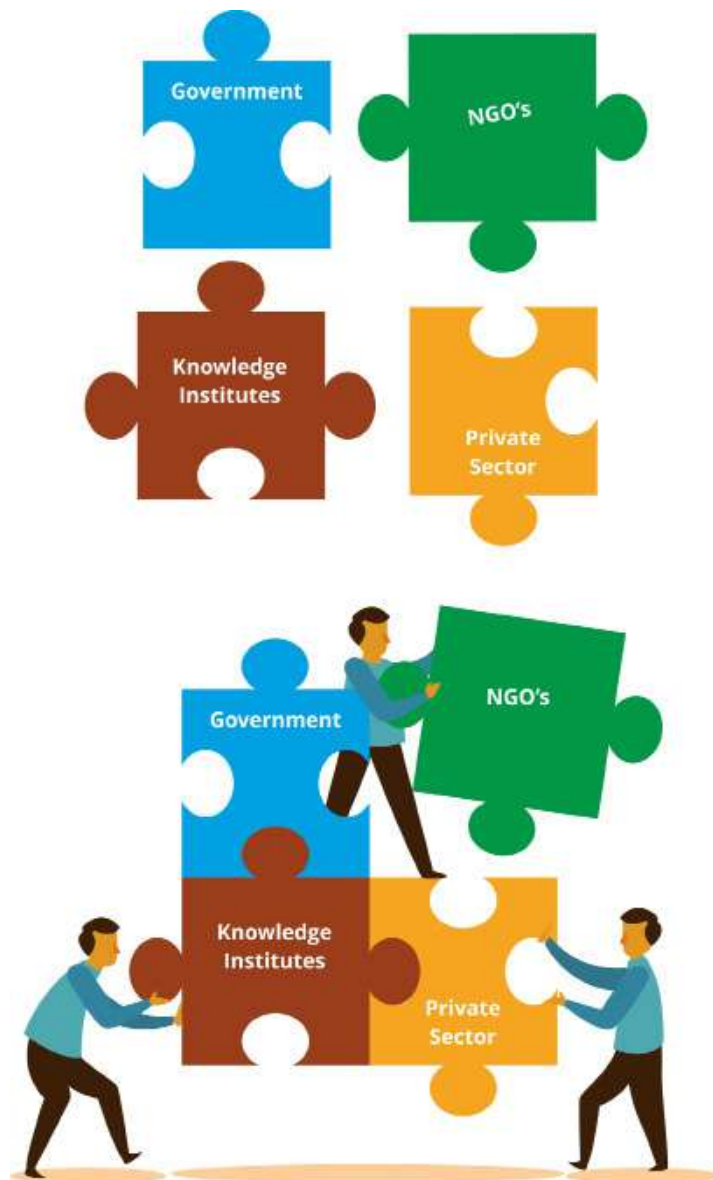 Government
NGO's
Knowledge
Institutes
Private
Sector
NGO's
Government
Knowledge
Institutes
Private
Sector